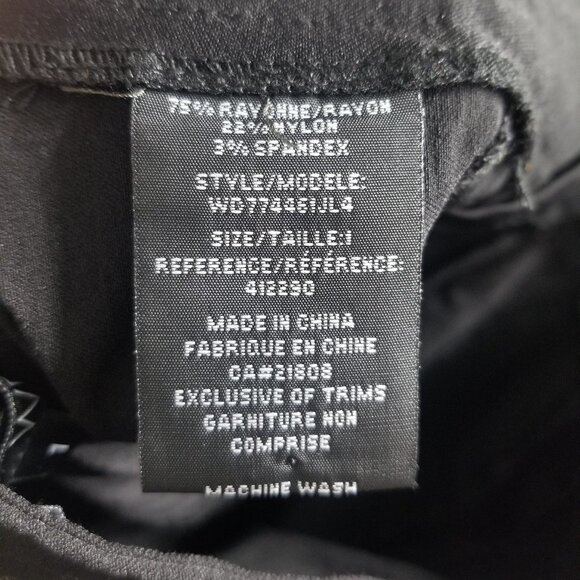 75% RAYONNE/RAYON
22% NYLON
3% SPANDEX
STYLE/MODELE:
WD774461JL4
SIZE/TAILLE:1
REFERENCE/RÉFÉRENCE:
412290
MADE IN CHINA
FABRIQUE EN CHINE
CA#21808
EXCLUSIVE OF TRIMS
GARNITURE NON
COMPRISE
MACHINE WASH